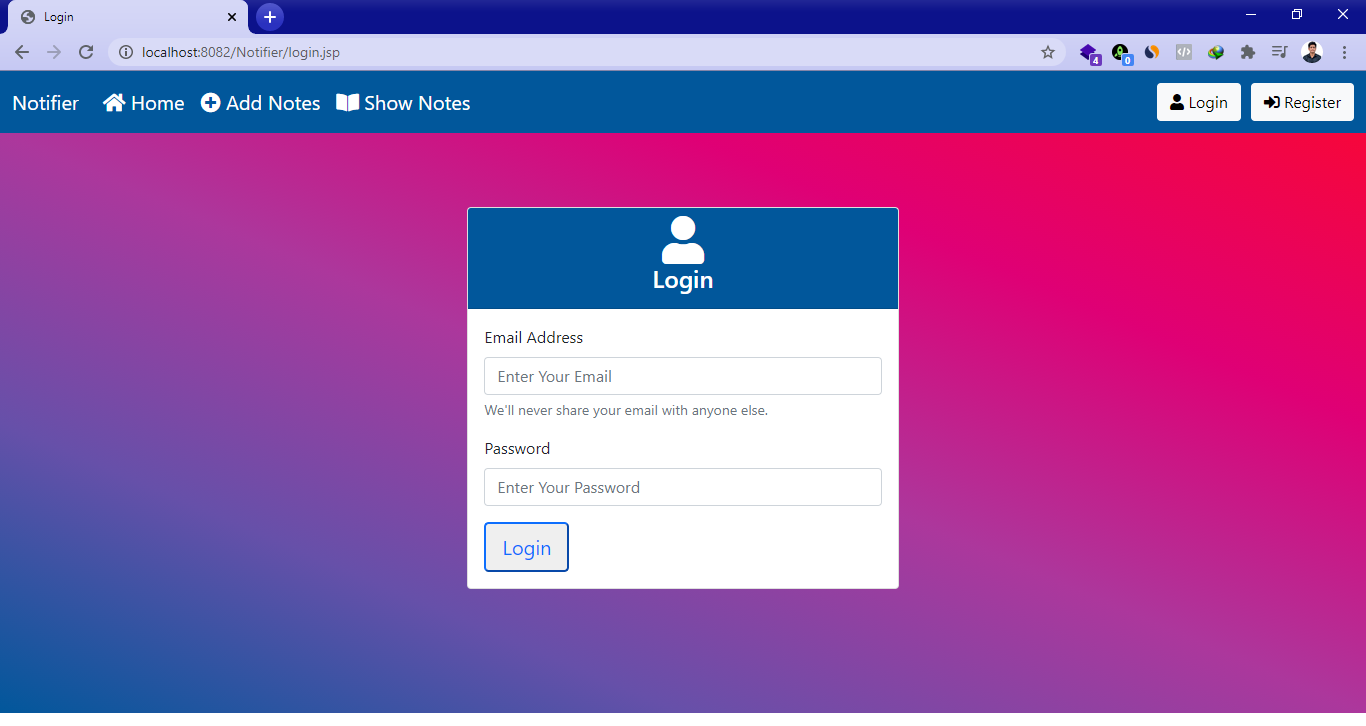 Login
localhost:8082/Notifier/login.jsp
4
0
Notifier Home Add Notes Show Notes Login Register
Login
Email Address
Enter Your Email
We'll never share your email with anyone else.
Password
Enter Your Password
Login